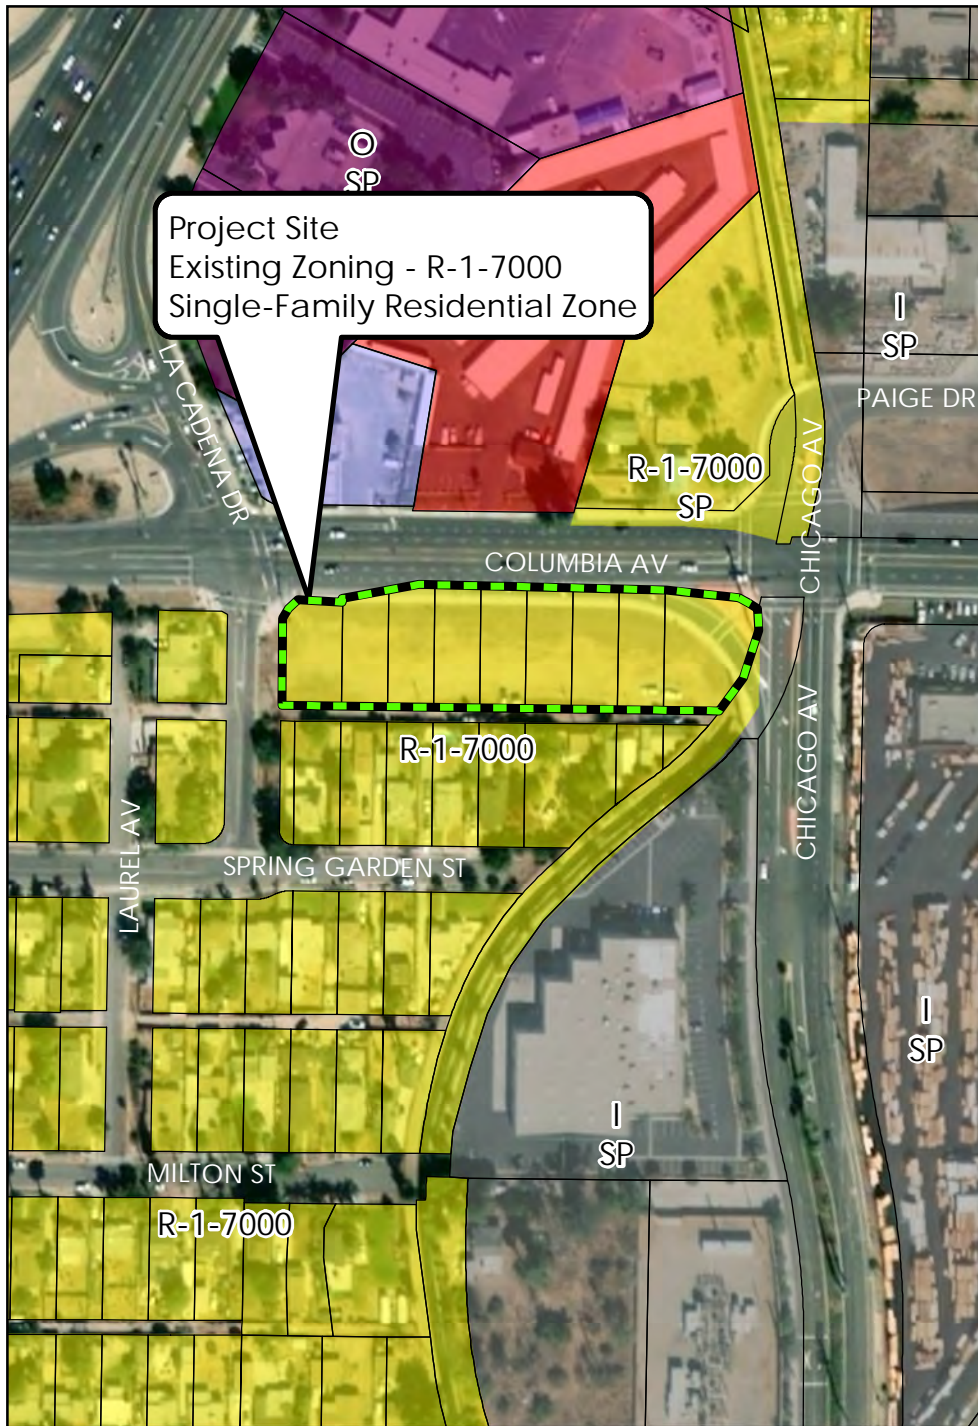 O
SP
Project Site
Existing Zoning - R-1-7000
Single-Family Residential Zone
I
SP
LA CADENA DR
PAIGE DR
R-1-7000
SP
CHICAGO AV
COLUMBIA AV
R-1-7000
CHICAGO AV
LAUREL AV
SPRING GARDEN ST
I
SP
I
SP
MILTON ST
R-1-7000